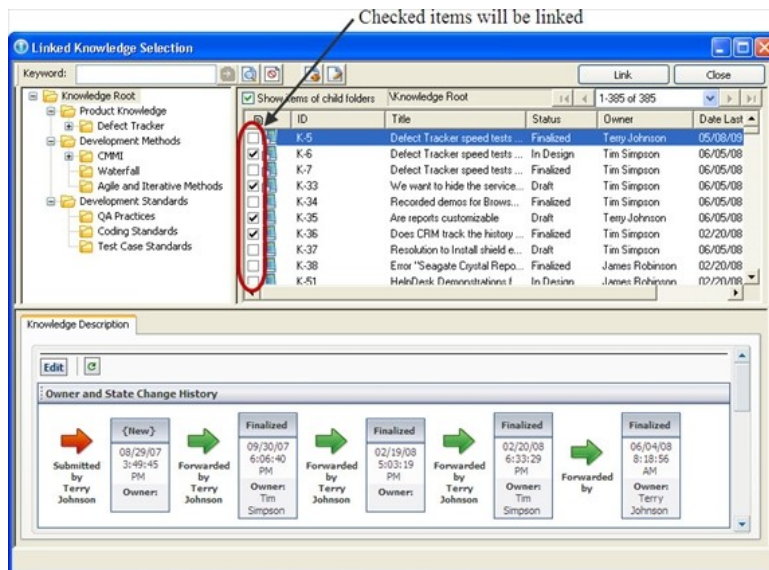 Checked items will be linked
Linked Knowledge Selection
Keyword:
Link
Close
Knowledge Root
Product Knowledge
Defect Tracker
Development Methods
CMMI
Waterfall
Agile and Iterative Methods
Development Standards
QA Practices
Coding Standards
Test Case Standards
Show items of child folders \Knowledge Root 1-385 of 385
ID Title Status Owner Date Last
K-5 Defect Tracker speed tests ... Finalized Terry Johnson 05/08/09
K-6 Defect Tracker speed tests ... In Design Tim Simpson 06/05/08
K-7 Defect Tracker speed tests ... Finalized Tim Simpson 06/05/08
K-33 We want to hide the service... Draft Tim Simpson 06/05/08
K-34 Recorded demos for Brows... Finalized Tim Simpson 06/05/08
K-35 Are reports customizable Draft Terry Johnson 06/05/08
K-36 Does CRM track the history ... Finalized Tim Simpson 02/20/08
K-37 Resolution to Install shield e... Draft Tim Simpson 06/05/08
K-38 Error "Seagate Crystal Repo... Finalized James Robinson 02/20/08
K-51 HelpDesk Demonstrations f... In Design James Robinson 02/20/08
Knowledge Description
Edit
Owner and State Change History
Submitted
by
Terry
Johnson
{New}
08/29/07
3:49:45
PM
Owner:
Forwarded
by
Terry
Johnson
Finalized
09/30/07
6:06:40
PM
Owner:
Tim
Simpson
Forwarded
by
Terry
Johnson
Finalized
02/19/08
5:03:19
PM
Owner:
Forwarded
by
Terry
Johnson
Finalized
02/20/08
6:33:29
PM
Owner:
Tim
Simpson
Forwarded
by
Finalized
06/04/08
8:18:56
AM
Owner:
Terry
Johnson